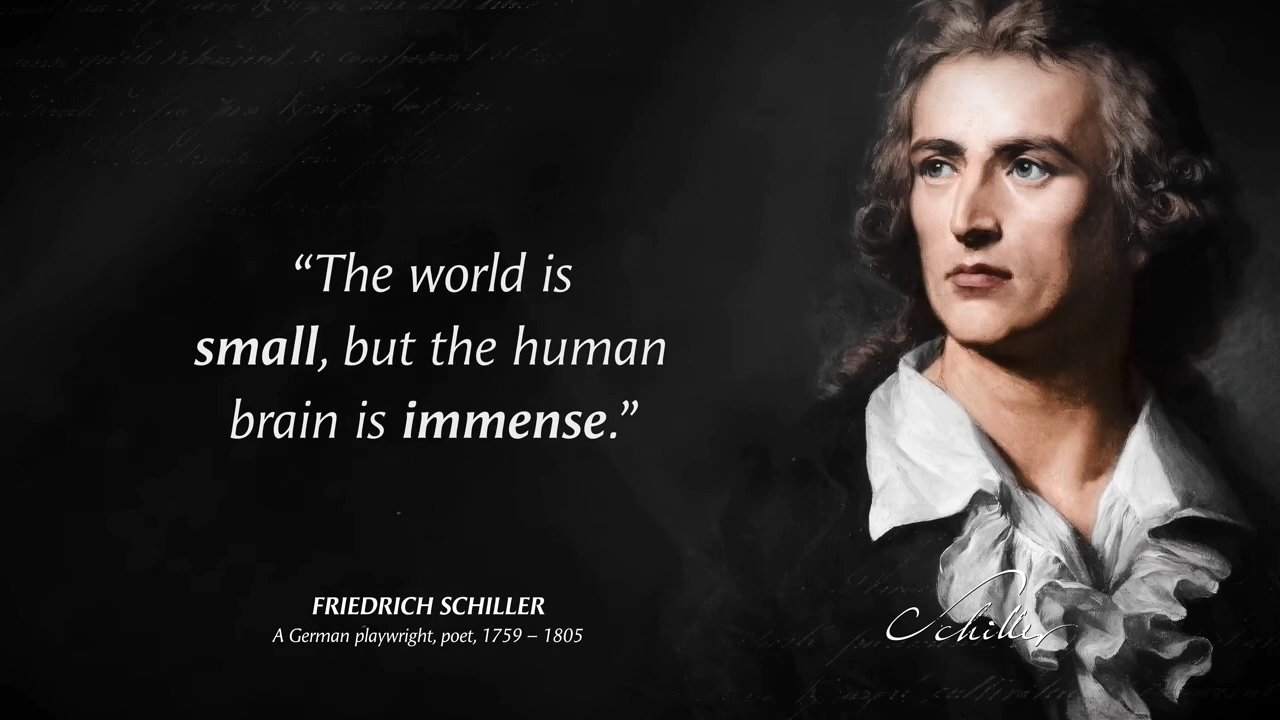 “The world is
small, but the human
brain is immense.”
FRIEDRICH SCHILLER
A German playwright, poet, 1759 – 1805
Schiller